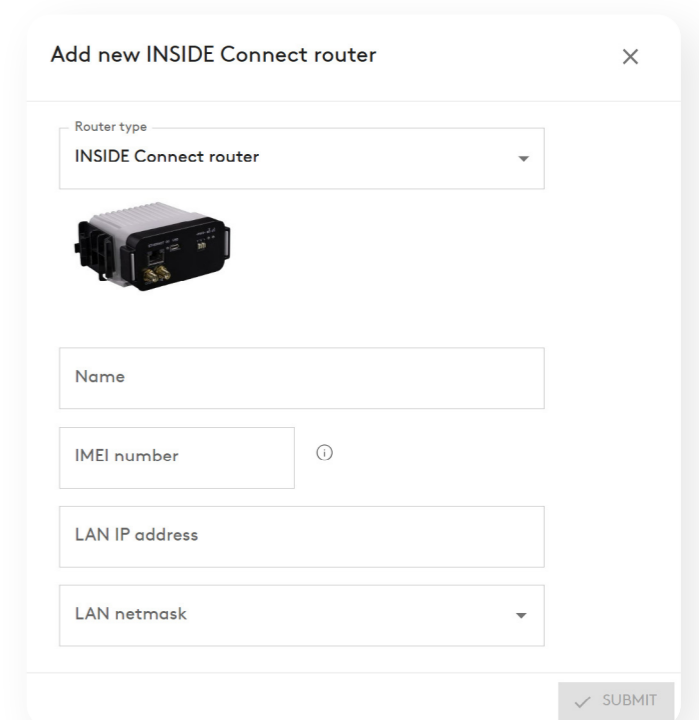 Add new INSIDE Connect router
Router type
INSIDE Connect router
Name
IMEI number
LAN IP address
LAN netmask
SUBMIT